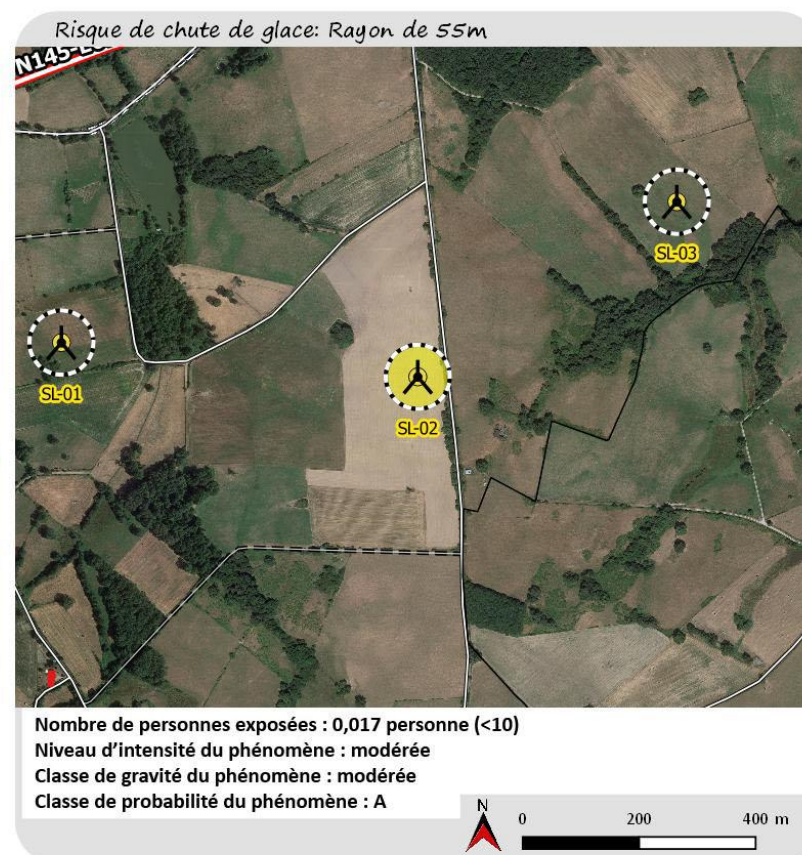 Risque de chute de glace: Rayon de 55m
SL-03
SL-01
SL-02
Nombre de personnes exposées : 0,017 personne (<10)
Niveau d'intensité du phénomène : modérée
Classe de gravité du phénomène : modérée
Classe de probabilité du phénomène : A
N
0 200 400 m